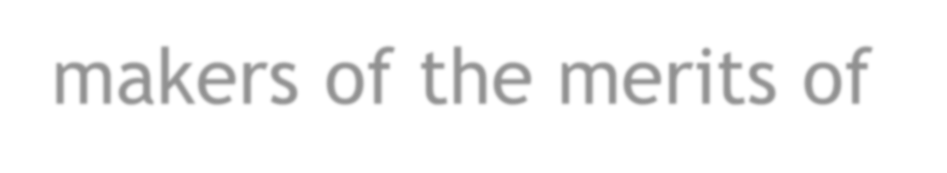 makers of the merits of